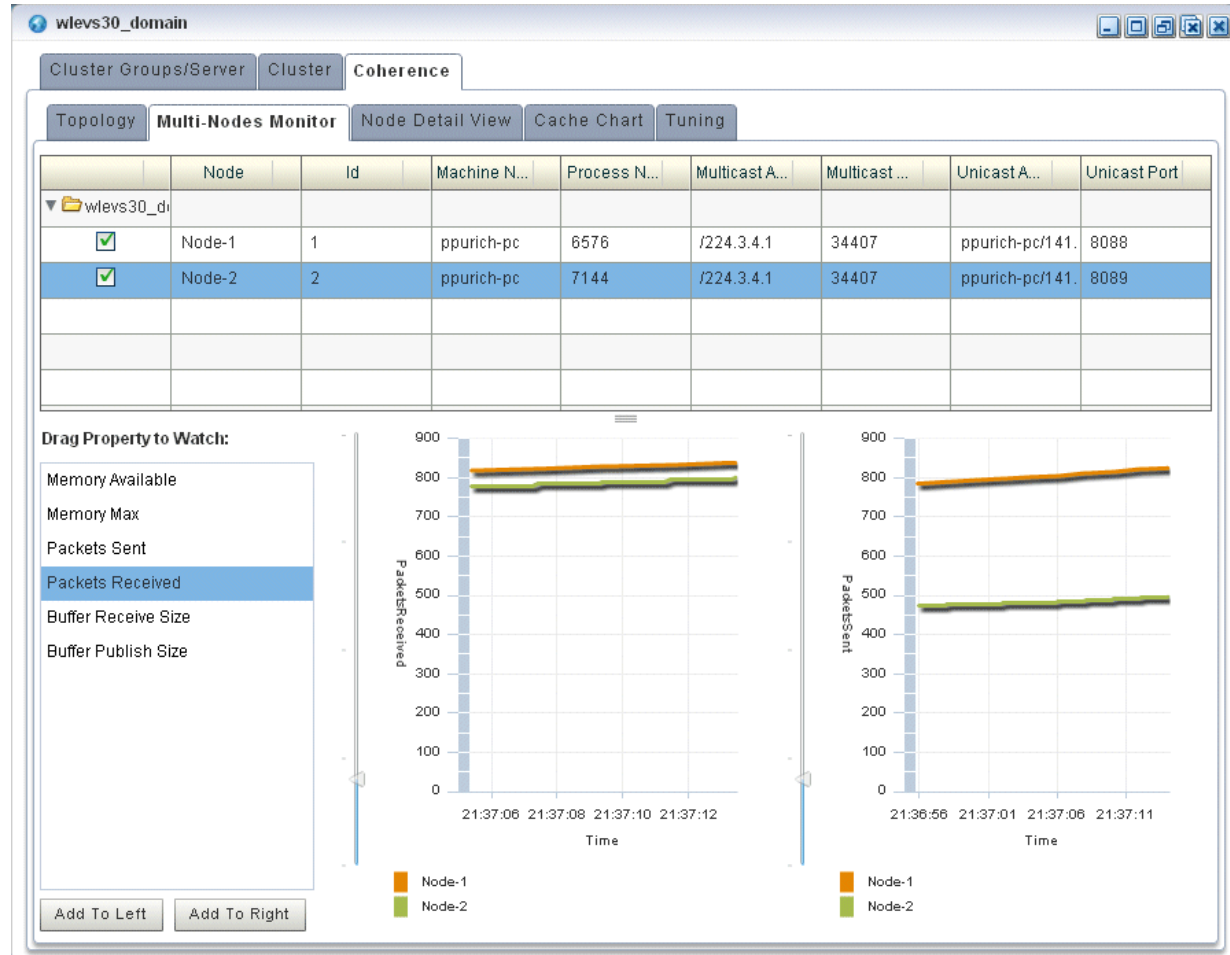 wlevs30_domain
Cluster Groups/Server Cluster Coherence
Topology Multi-Nodes Monitor Node Detail View Cache Chart Tuning
Node Id Machine N... Process N... Multicast A... Multicast ... Unicast A... Unicast Port
wlevs30_d
Node-1 1 ppurich-pc 6576 /224.3.4.1 34407 ppurich-pc/141. 8088
Node-2 2 ppurich-pc 7144 /224.3.4.1 34407 ppurich-pc/141. 8089
Drag Property to Watch:
Memory Available
Memory Max
Packets Sent
Packets Received
Buffer Receive Size
Buffer Publish Size
Add To Left Add To Right
900
800
700
600
500
400
300
200
100
0
PacketsReceived
21:37:06 21:37:08 21:37:10 21:37:12
Time
Node-1
Node-2
900
800
700
600
500
400
300
200
100
0
PacketsSent
21:36:56 21:37:01 21:37:06 21:37:11
Time
Node-1
Node-2